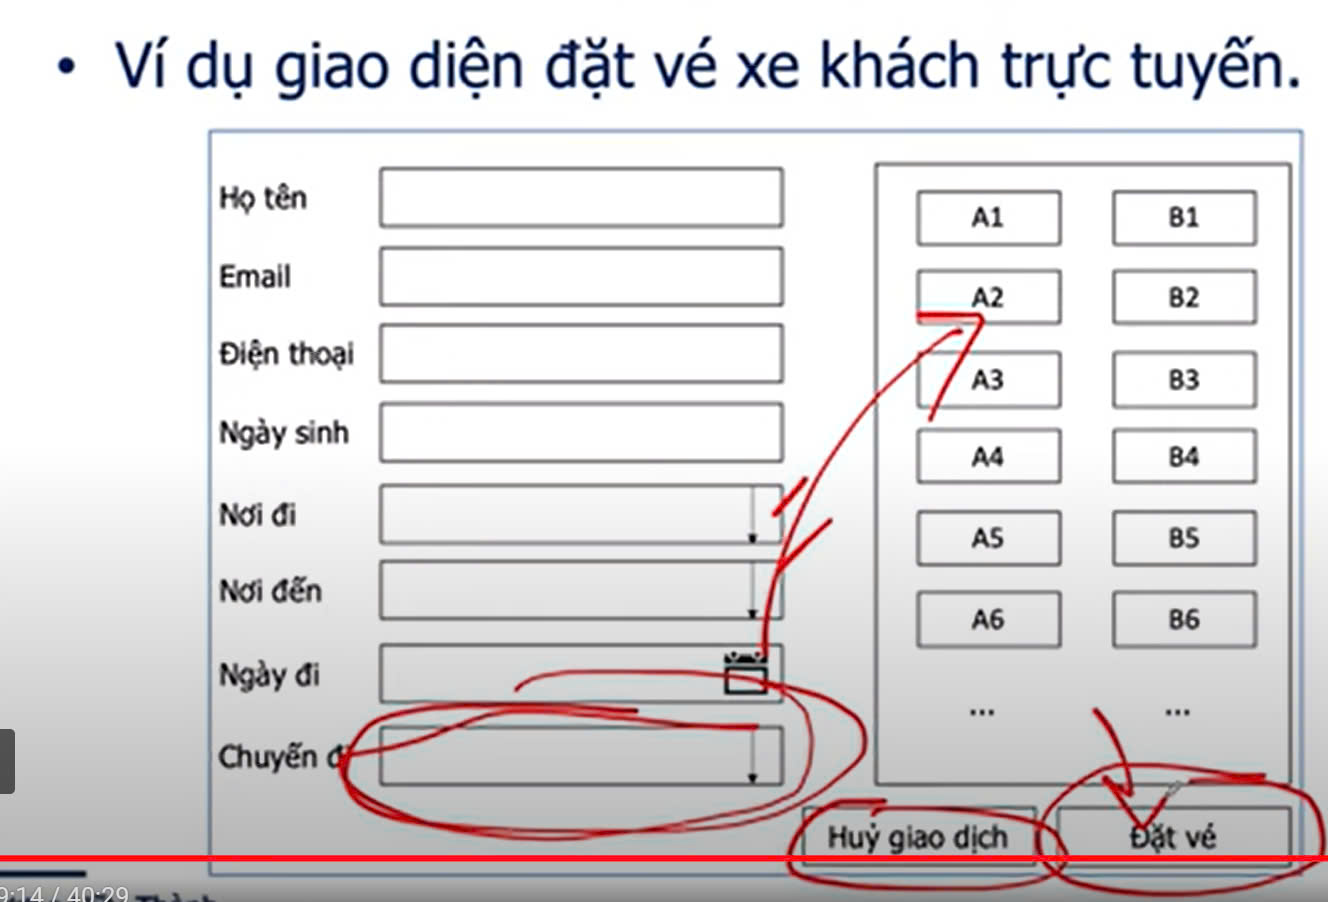 • Ví dụ giao diện đặt vé xe khách trực tuyến.
Họ tên
Email
Điện thoại
Ngày sinh
Nơi đi
Nơi đến
Ngày đi
Chuyến đ
A1 B1
A2 B2
A3 B3
A4 B4
A5 B5
A6 B6
... ...
Huỷ giao dịch Đặt vé
9:14 / 40:29